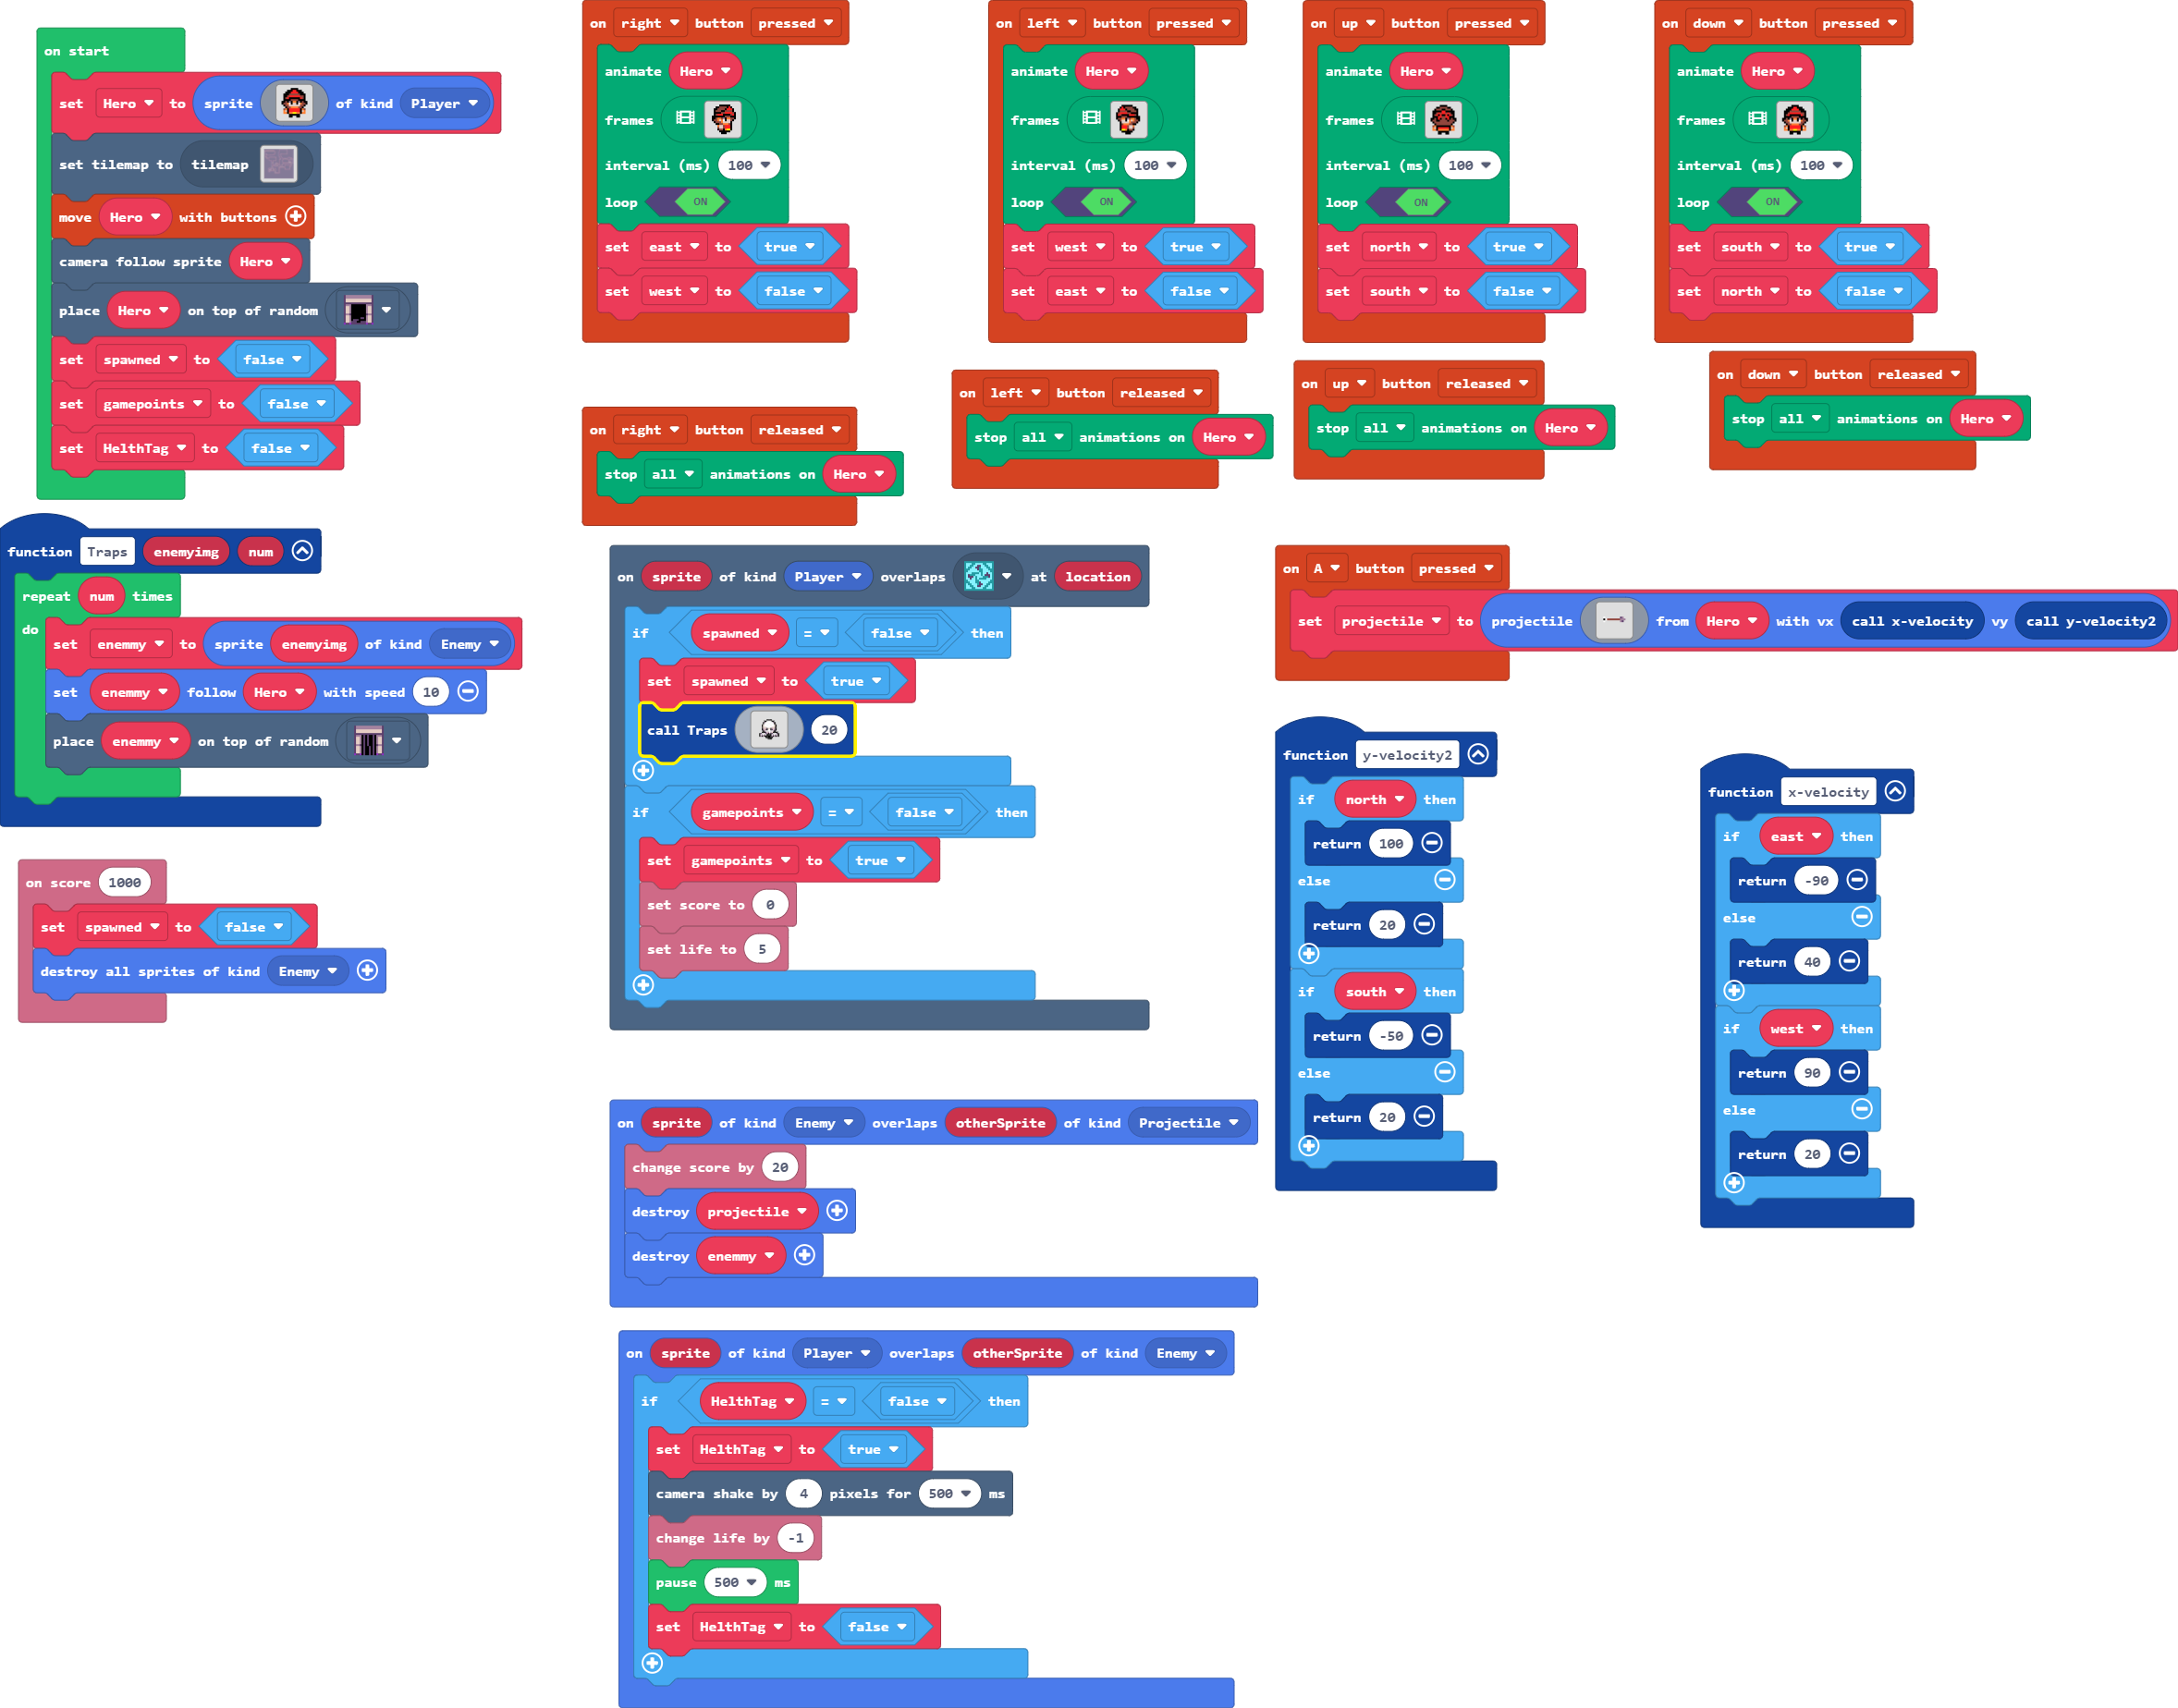 on start
set Hero to sprite of kind Player
set tilemap to tilemap
move Hero with buttons
camera follow sprite Hero
place Hero on top of random
set spawned to false
set gamepoints to false
set HelthTag to false
on right button pressed
animate Hero
frames
interval (ms) 100
loop ON
set east to true
set west to false
on left button pressed
animate Hero
frames
interval (ms) 100
loop ON
set west to true
set east to false
on up button pressed
animate Hero
frames
interval (ms) 100
loop ON
set north to true
set south to false
on down button pressed
animate Hero
frames
interval (ms) 100
loop ON
set south to true
set north to false
on right button released
stop all animations on Hero
on left button released
stop all animations on Hero
on up button released
stop all animations on Hero
on down button released
stop all animations on Hero
function Traps enemyimg num
repeat num times
do
set enemmy to sprite enemyimg of kind Enemy
set enemmy follow Hero with speed 10
place enemmy on top of random
on score 1000
set spawned to false
destroy all sprites of kind Enemy
on sprite of kind Player overlaps at location
if spawned = false then
set spawned to true
call Traps 20
if gamepoints = false then
set gamepoints to true
set score to 0
set life to 5
on A button pressed
set projectile to projectile from Hero with vx call x-velocity vy call y-velocity2
function y-velocity2
if north then
return 100
else
return 20
if south then
return -50
else
return 20
function x-velocity
if east then
return -90
else
return 40
if west then
return 90
else
return 20
on sprite of kind Enemy overlaps otherSprite of kind Projectile
change score by 20
destroy projectile
destroy enemmy
on sprite of kind Player overlaps otherSprite of kind Enemy
if HelthTag = false then
set HelthTag to true
camera shake by 4 pixels for 500 ms
change life by -1
pause 500 ms
set HelthTag to false